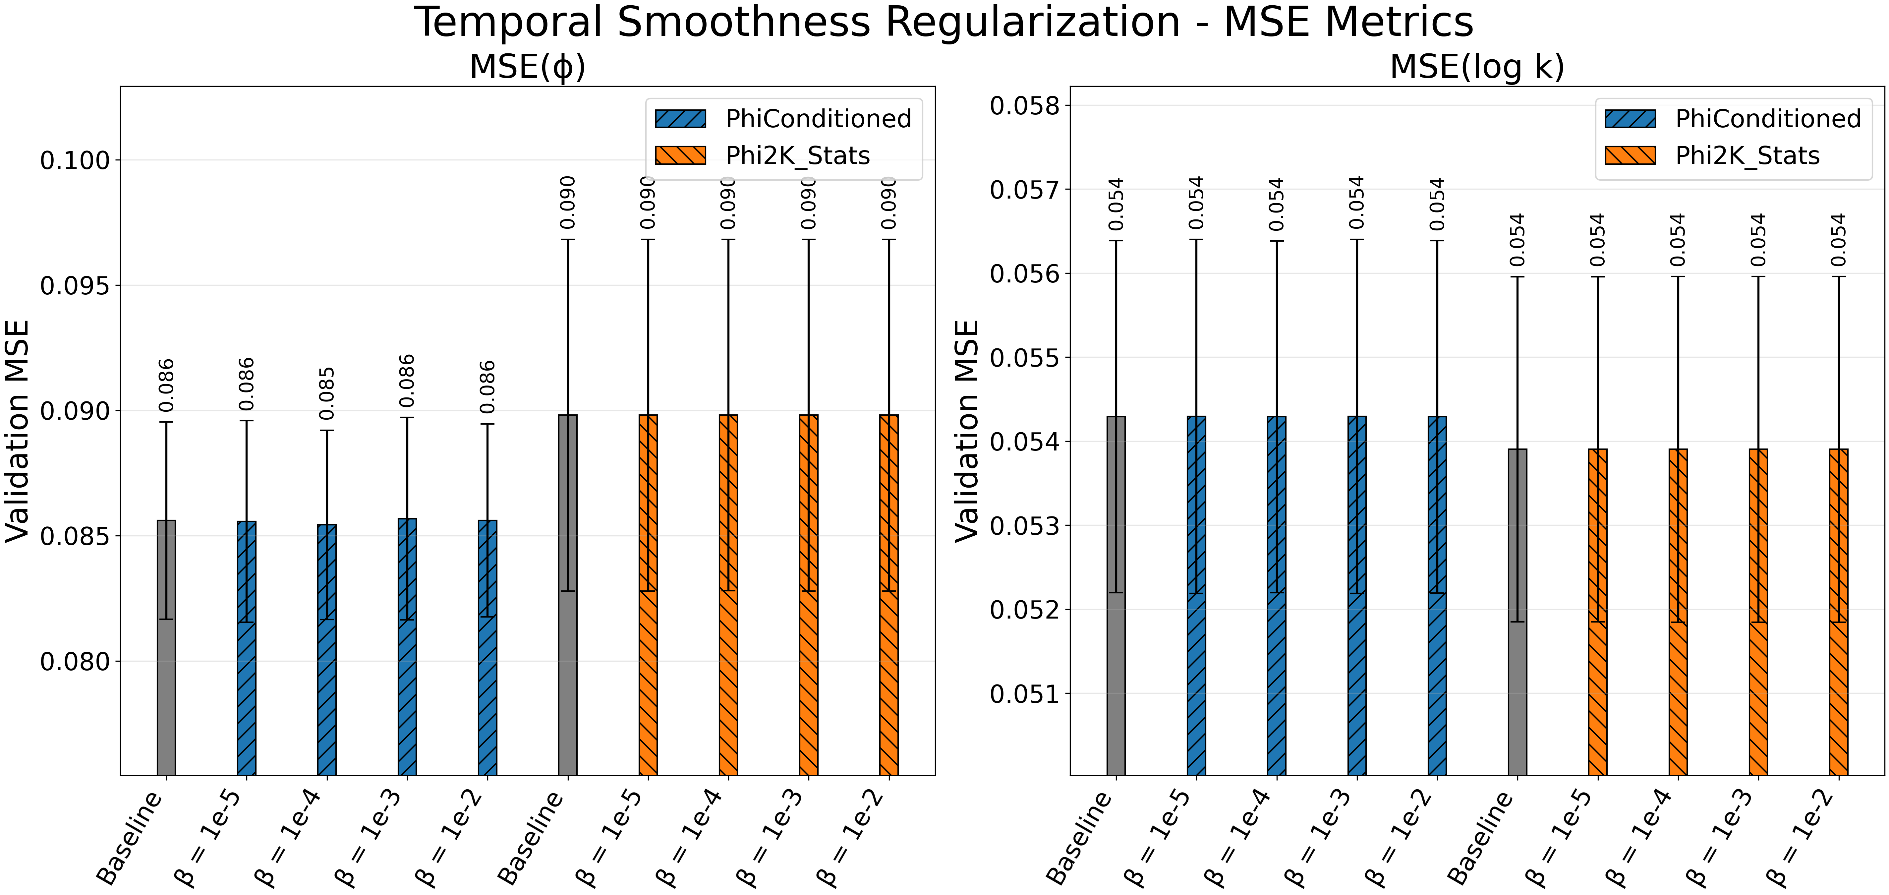 Temporal Smoothness Regularization - MSE Metrics
MSE(ϕ)
PhiConditioned
Phi2K_Stats
Validation MSE
0.100
0.095
0.090
0.085
0.080
0.086
0.086
0.085
0.086
0.086
0.090
0.090
0.090
0.090
0.090
Baseline
β = 1e-5
β = 1e-4
β = 1e-3
β = 1e-2
Baseline
β = 1e-5
β = 1e-4
β = 1e-3
β = 1e-2
MSE(log k)
PhiConditioned
Phi2K_Stats
Validation MSE
0.058
0.057
0.056
0.055
0.054
0.053
0.052
0.051
0.054
0.054
0.054
0.054
0.054
0.054
0.054
0.054
0.054
0.054
Baseline
β = 1e-5
β = 1e-4
β = 1e-3
β = 1e-2
Baseline
β = 1e-5
β = 1e-4
β = 1e-3
β = 1e-2